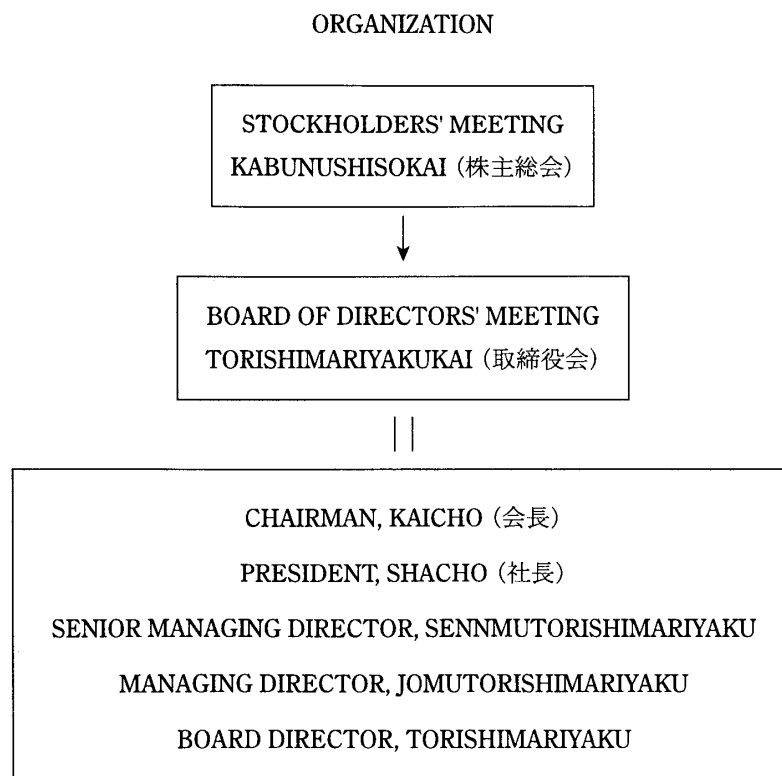 ORGANIZATION
STOCKHOLDERS' MEETING
KABUNUSHISOKAI (株主総会)
BOARD OF DIRECTORS' MEETING
TORISHIMARIYAKUKAI (取締役会)
CHAIRMAN, KAICHO (会長)
PRESIDENT, SHACHO (社長)
SENIOR MANAGING DIRECTOR, SENNMUTORISHIMARIYAKU
MANAGING DIRECTOR, JOMUTORISHIMARIYAKU
BOARD DIRECTOR, TORISHIMARIYAKU